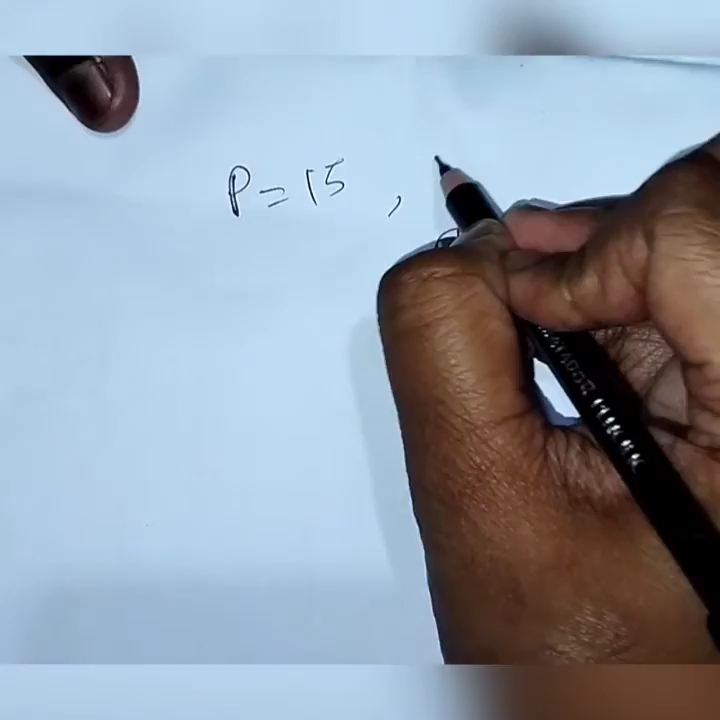 P = 15 ,